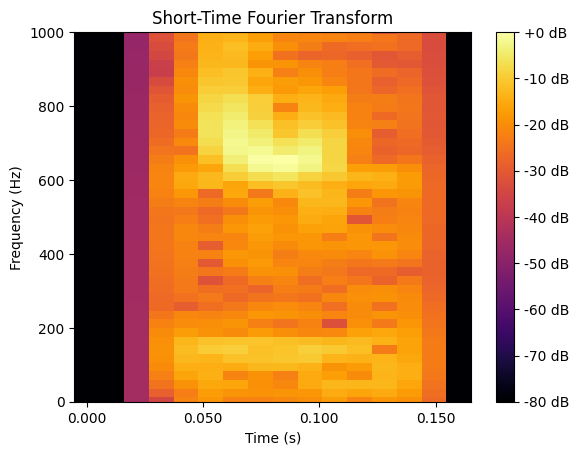 Short-Time Fourier Transform
1000
800
600
400
200
0
Frequency (Hz)
0.000
0.050
0.100
0.150
Time (s)
+0 dB
-10 dB
-20 dB
-30 dB
-40 dB
-50 dB
-60 dB
-70 dB
-80 dB